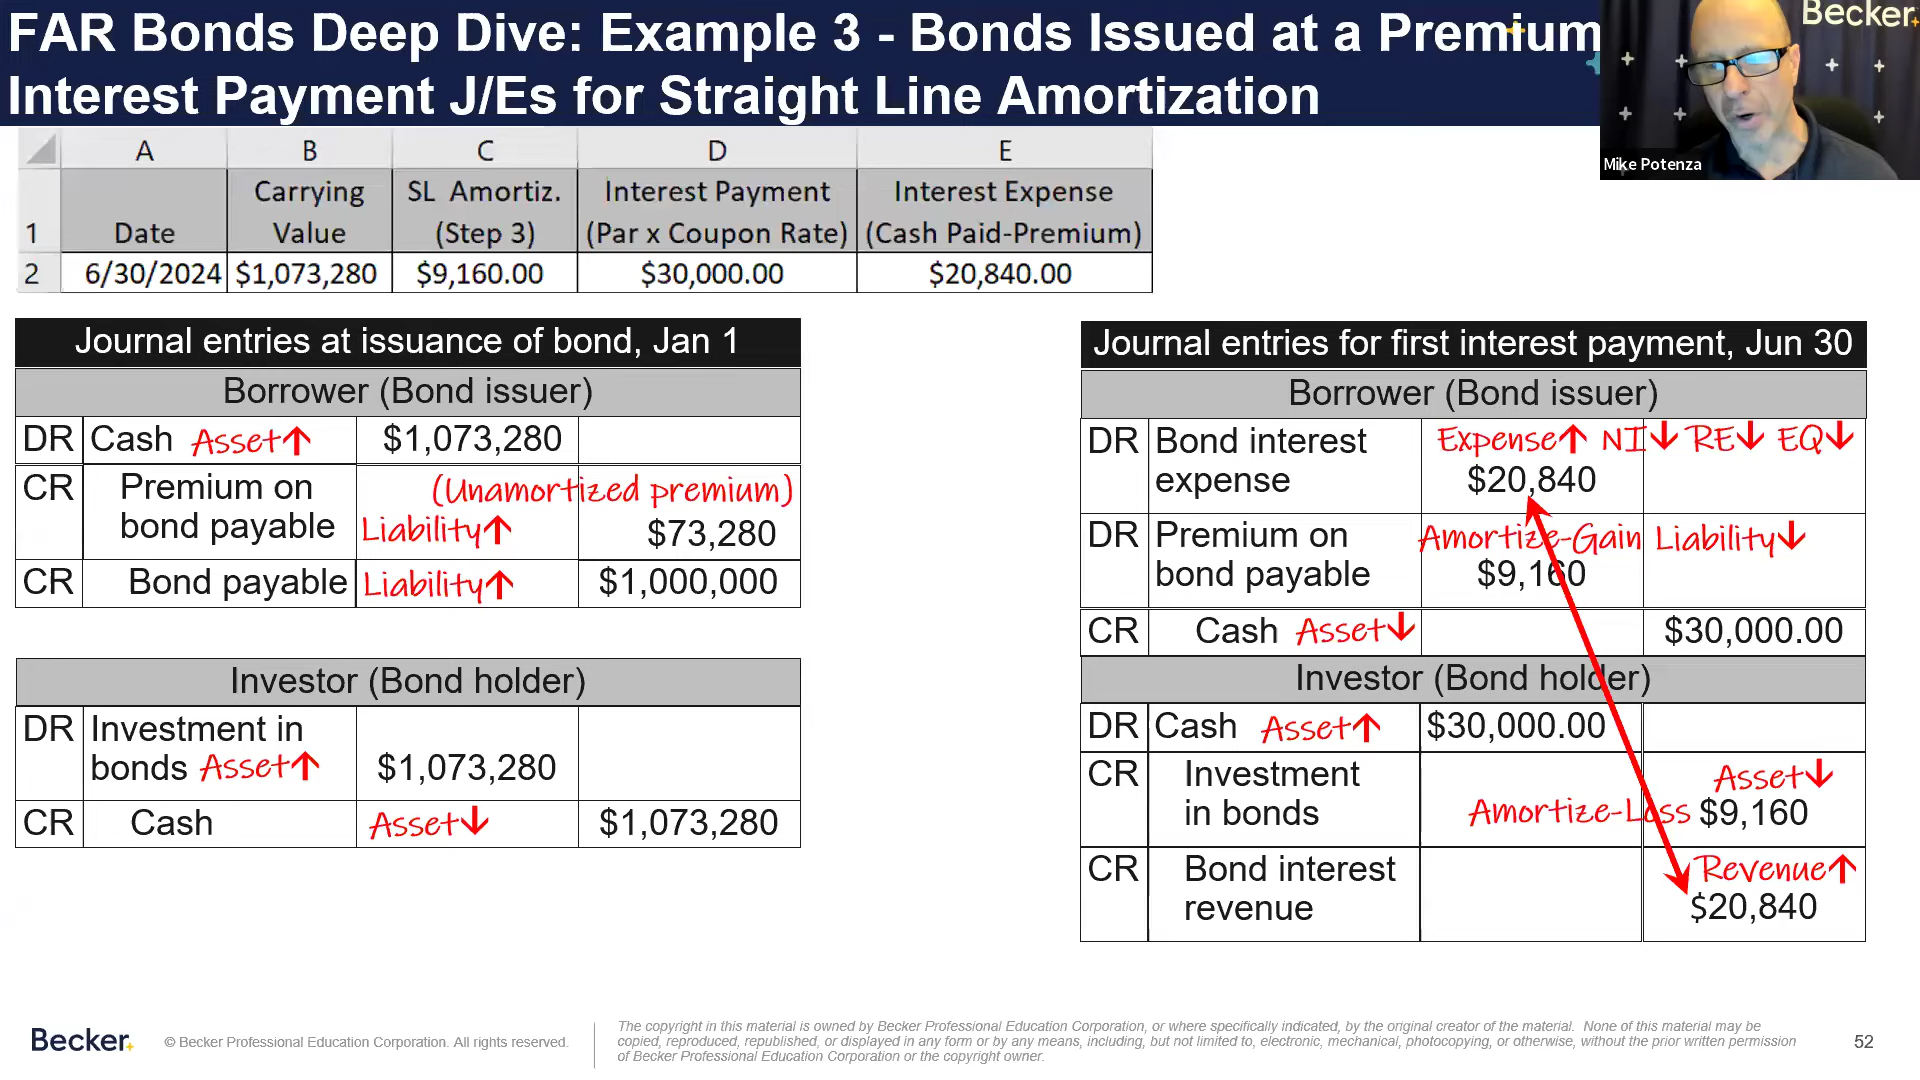 FAR Bonds Deep Dive: Example 3 - Bonds Issued at a Premium
Interest Payment J/Es for Straight Line Amortization
Becker
Mike Potenza
A B C D E
1 Date Carrying Value SL Amortiz. (Step 3) Interest Payment (Par x Coupon Rate) Interest Expense (Cash Paid-Premium)
2 6/30/2024 $1,073,280 $9,160.00 $30,000.00 $20,840.00
Journal entries at issuance of bond, Jan 1
Borrower (Bond issuer)
DR Cash Asset↑ $1,073,280
CR Premium on (Unamortized premium)
bond payable Liability↑ $73,280
CR Bond payable Liability↑ $1,000,000
Investor (Bond holder)
DR Investment in
bonds Asset↑ $1,073,280
CR Cash Asset↓ $1,073,280
Journal entries for first interest payment, Jun 30
Borrower (Bond issuer)
DR Bond interest Expense↑ NI↓ RE↓ EQ↓
expense $20,840
DR Premium on Amortize-Gain Liability↓
bond payable $9,160
CR Cash Asset↓ $30,000.00
Investor (Bond holder)
DR Cash Asset↑ $30,000.00
CR Investment Asset↓
in bonds Amortize-Loss $9,160
CR Bond interest Revenue↑
revenue $20,840
Becker
© Becker Professional Education Corporation. All rights reserved.
The copyright in this material is owned by Becker Professional Education Corporation, or where specifically indicated, by the original creator of the material. None of this material may be
copied, reproduced, republished, or displayed in any form or by any means, including, but not limited to, electronic, mechanical, photocopying, or otherwise, without the prior written permission
of Becker Professional Education Corporation or the copyright owner.
52